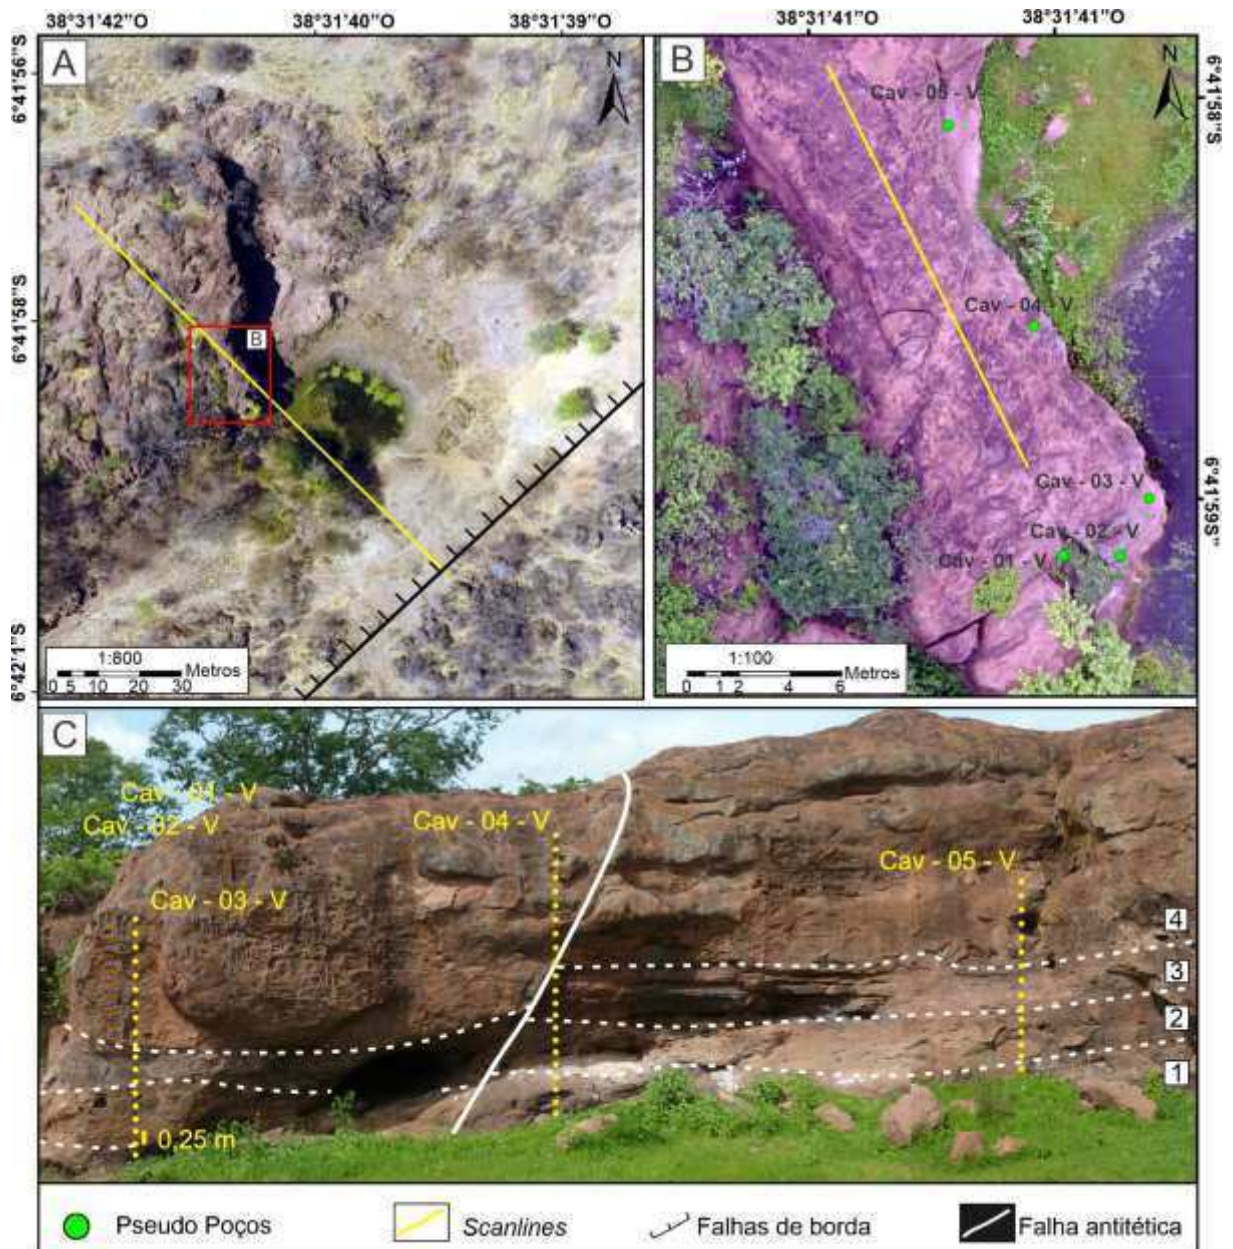 38°31'42''O 38°31'40''O 38°31'39''O 38°31'41''O 38°31'41''O
6°41'56''S
6°41'58''S
6°42'1''S
A
N
B
1:800
Metros
0 5 10 20 30
B
N
Cav - 05 - V
Cav - 04 - V
Cav - 03 - V
Cav - 02 - V
Cav - 01 - V
1:100
Metros
0 1 2 4 6
6°41'58''S
6°41'59S''
C
Cav - 01 - V
Cav - 02 - V
Cav - 03 - V
Cav - 04 - V
Cav - 05 - V
4
3
2
1
0,25 m
Pseudo Poços
Scanlines
Falhas de borda
Falha antitética